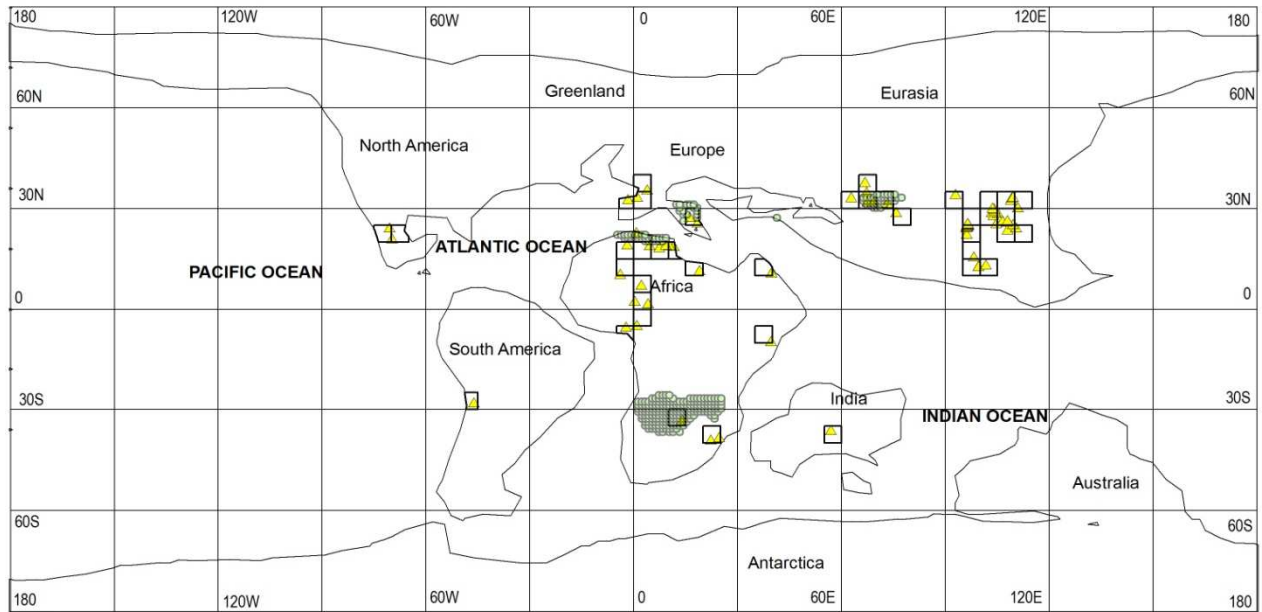 180 120W 60W 0 60E 120E 180
Greenland Eurasia
60N 60N
North America Europe
30N 30N
ATLANTIC OCEAN
PACIFIC OCEAN
Africa
0 0
South America
India
30S INDIAN OCEAN 30S
Australia
60S 60S
Antarctica
180 120W 60W 0 60E 120E 180